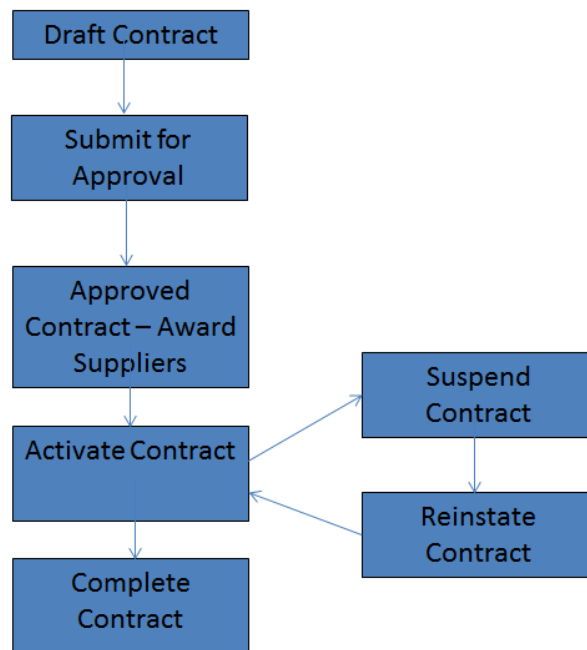 Draft Contract
Submit for
Approval
Approved
Contract – Award
Suppliers
Activate Contract
Complete
Contract
Suspend
Contract
Reinstate
Contract